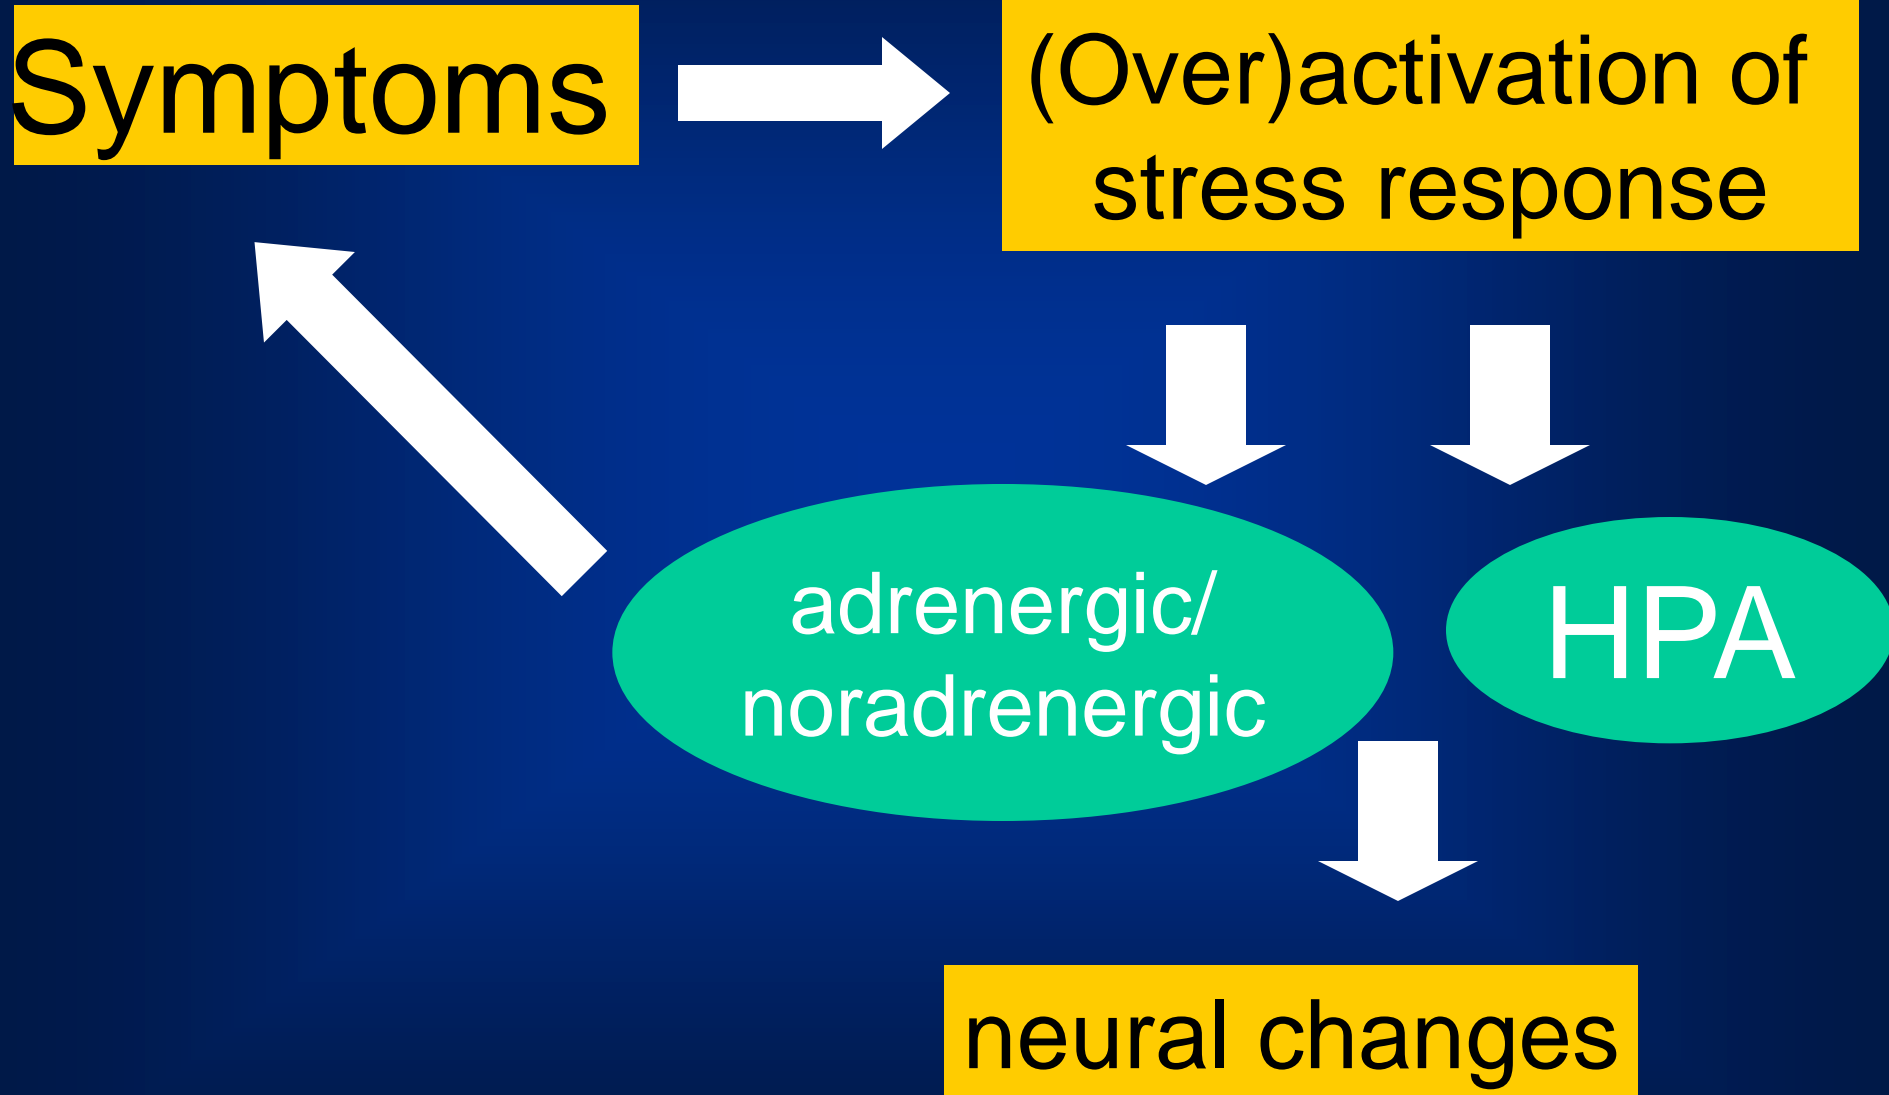 Symptoms
(Over)activation of
stress response
adrenergic/
noradrenergic
HPA
neural changes